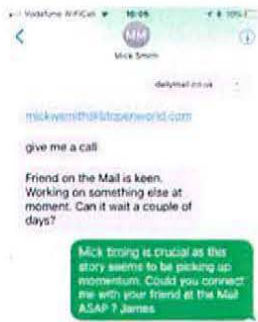 Vodafone WiFiCall 16:05
MM
Mick Smith
dailymail.co.uk
give me a call
Friend on the Mail is keen.
Working on something else at
moment. Can it wait a couple of
days?
Mick timing is crucial as this
story seems to be picking up
momentum. Could you connect
me with your friend at the Mail
ASAP ? James